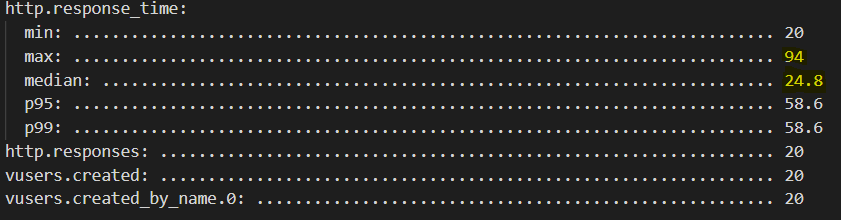 http.response_time:
min: ...................................................................... 20
max: ...................................................................... 94
median: ................................................................... 24.8
p95: ...................................................................... 58.6
p99: ...................................................................... 58.6
http.responses: ............................................................. 20
vusers.created: ............................................................. 20
vusers.created_by_name.0: ................................................... 20